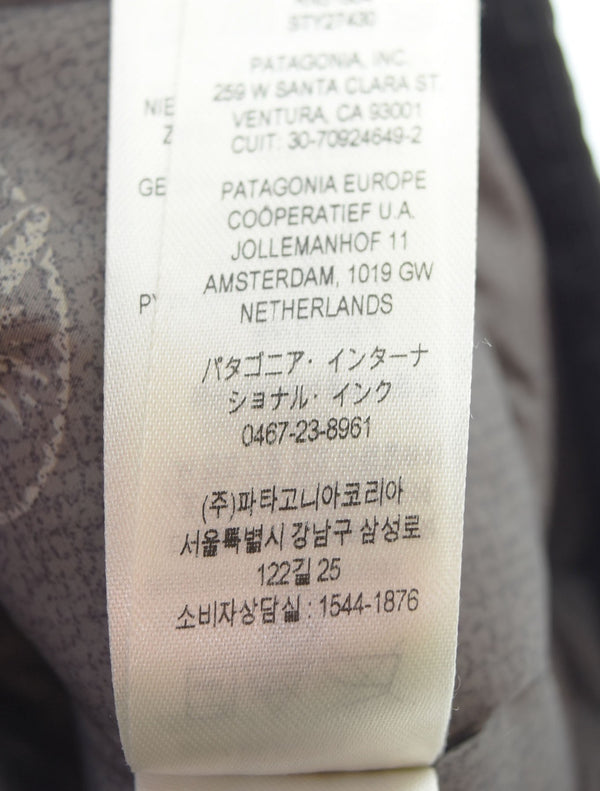 STY27430
PATAGONIA, INC.
259 W SANTA CLARA ST.
VENTURA, CA 93001
CUIT: 30-70924649-2
PATAGONIA EUROPE
COÖPERATIEF U.A.
JOLLEMANHOF 11
AMSTERDAM, 1019 GW
NETHERLANDS
パタゴニア・インターナ
ショナル・インク
0467-23-8961
(주)파타고니아코리아
서울특별시 강남구 삼성로
122길 25
소비자상담실 : 1544-1876
NIE
Z
GE